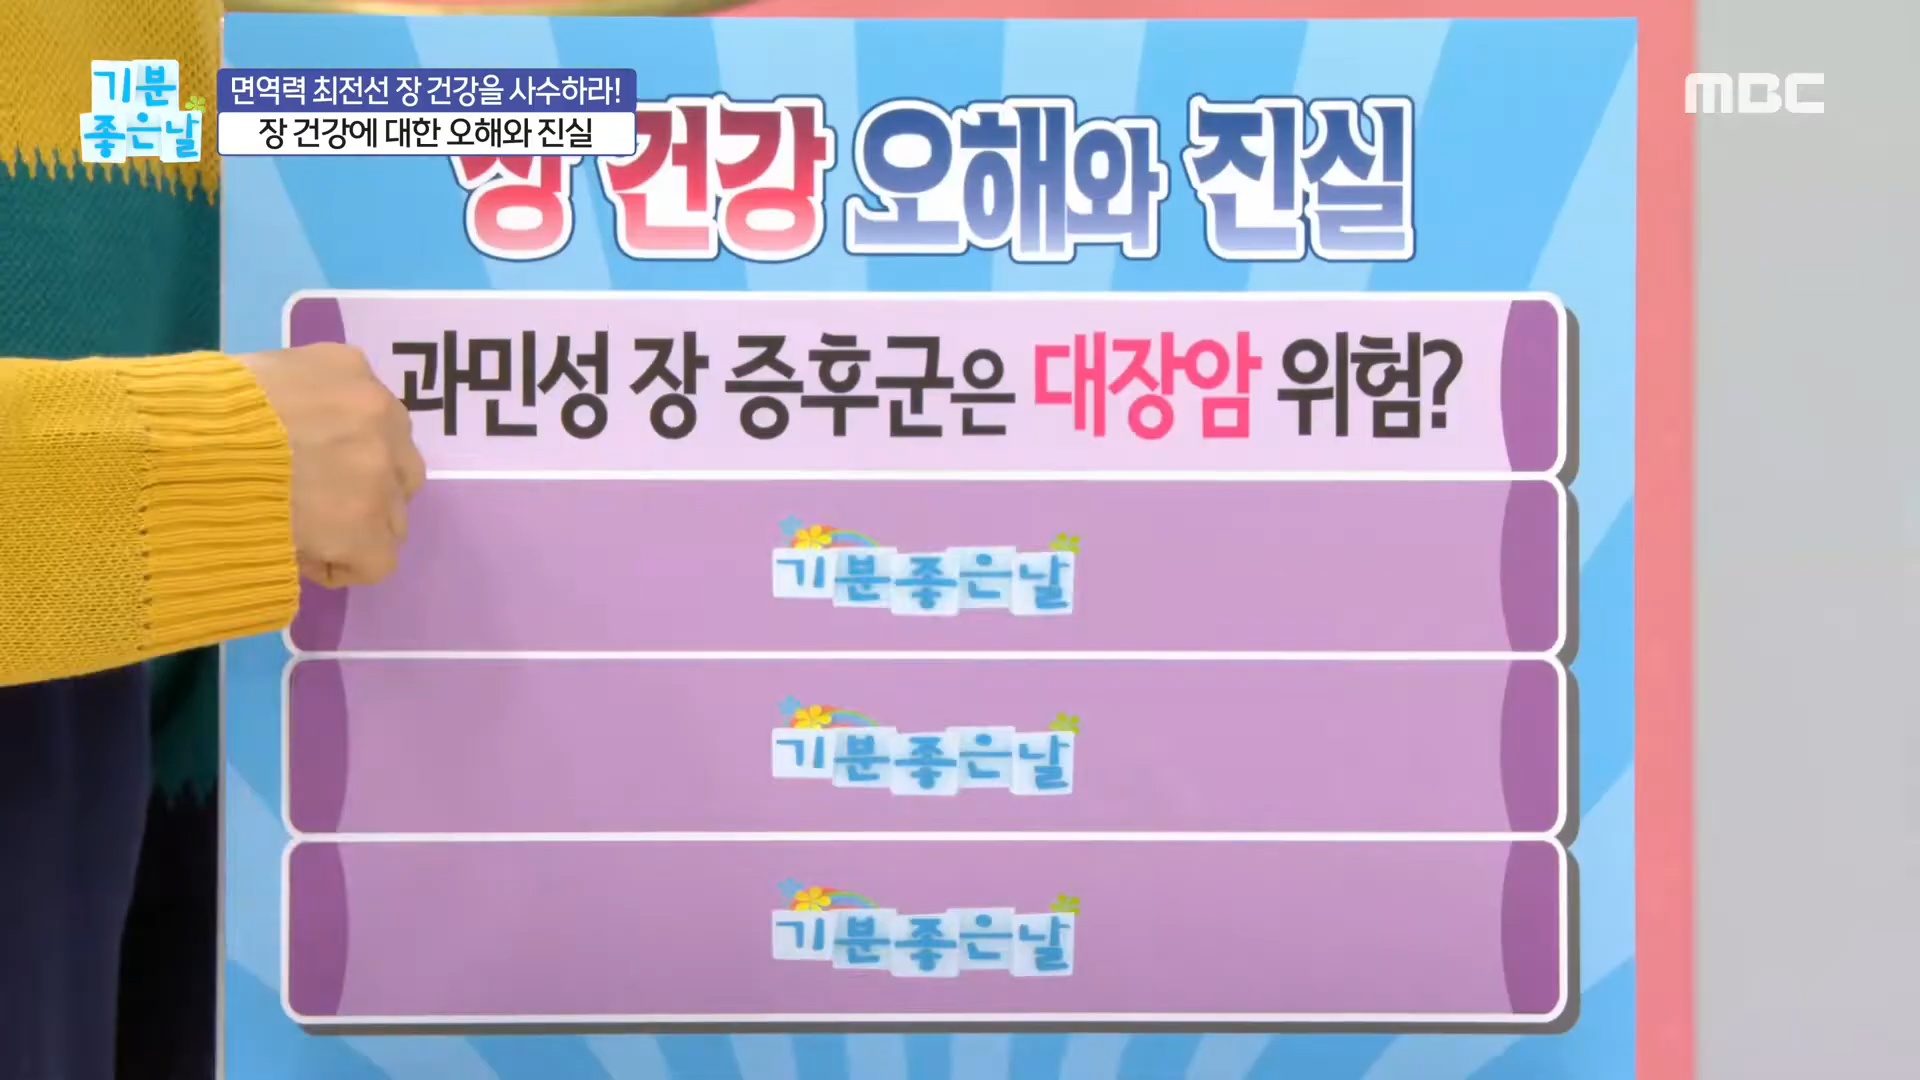 기분
좋은날
면역력 최전선 장 건강을 사수하라!
장 건강에 대한 오해와 진실
MBC
장 건강 오해와 진실
과민성 장 증후군은 대장암 위험?
기분좋은날
기분좋은날
기분좋은날